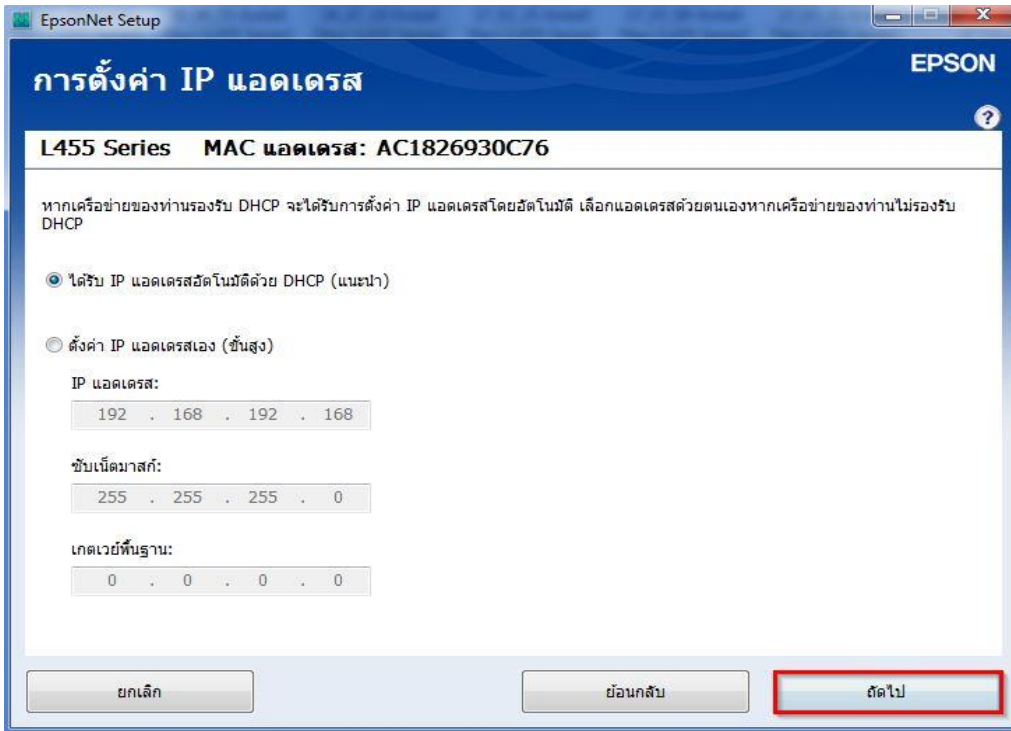 EpsonNet Setup
EPSON
การตั้งค่า IP แอดเดรส
?
L455 Series MAC แอดเดรส: AC1826930C76
หากเครือข่ายของท่านรองรับ DHCP จะได้รับการตั้งค่า IP แอดเดรสโดยอัตโนมัติ เลือกแอดเดรสด้วยตนเองหากเครือข่ายของท่านไม่รองรับ
DHCP
ได้รับ IP แอดเดรสอัตโนมัติด้วย DHCP (แนะนำ)
ตั้งค่า IP แอดเดรสเอง (ขั้นสูง)
IP แอดเดรส:
192 . 168 . 192 . 168
ซับเน็ตมาสก์:
255 . 255 . 255 . 0
เกตเวย์พื้นฐาน:
0 . 0 . 0 . 0
ยกเลิก ย้อนกลับ ถัดไป